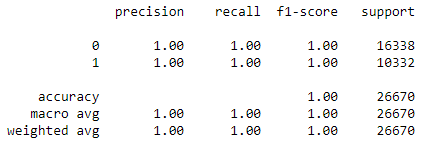 precision recall f1-score support
0 1.00 1.00 1.00 16338
1 1.00 1.00 1.00 10332
accuracy 1.00 26670
macro avg 1.00 1.00 1.00 26670
weighted avg 1.00 1.00 1.00 26670